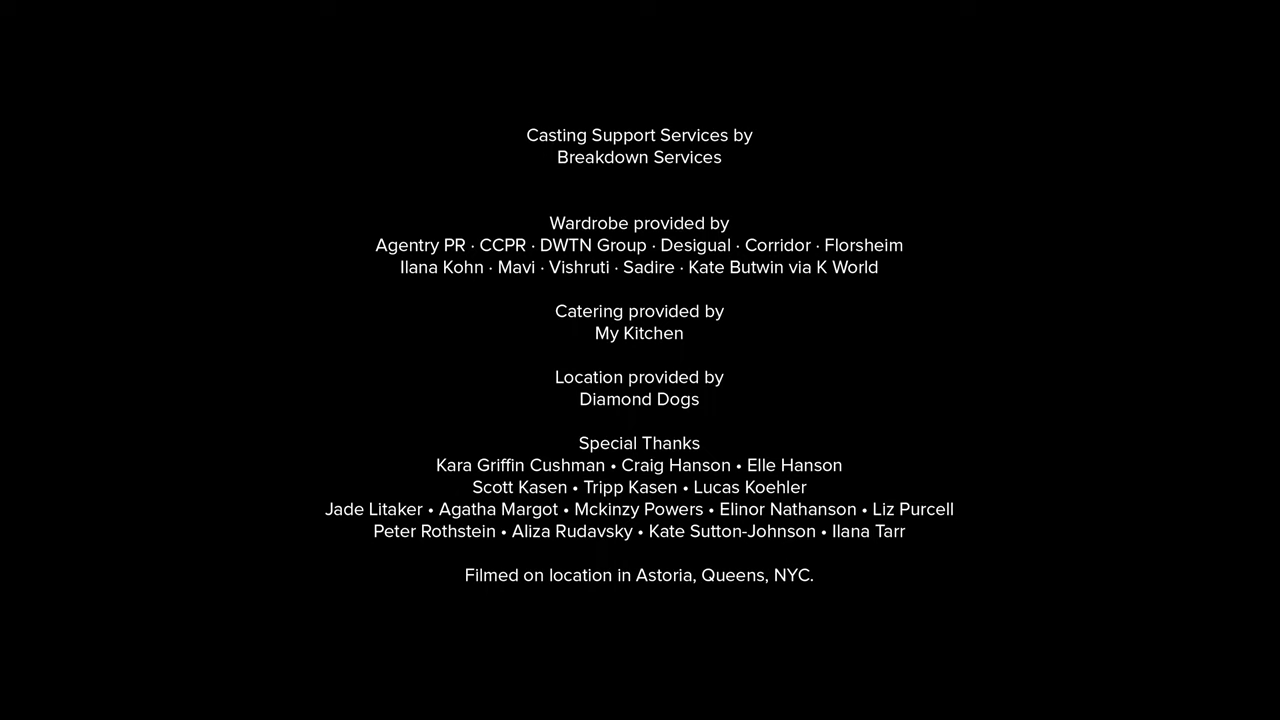 Casting Support Services by
Breakdown Services
Wardrobe provided by
Agentry PR · CCPR · DWTN Group · Desigual · Corridor · Florsheim
Ilana Kohn · Mavi · Vishruti · Sadire · Kate Butwin via K World
Catering provided by
My Kitchen
Location provided by
Diamond Dogs
Special Thanks
Kara Griffin Cushman • Craig Hanson • Elle Hanson
Scott Kasen • Tripp Kasen • Lucas Koehler
Jade Litaker • Agatha Margot • Mckinzy Powers • Elinor Nathanson • Liz Purcell
Peter Rothstein • Aliza Rudavsky • Kate Sutton-Johnson • Ilana Tarr
Filmed on location in Astoria, Queens, NYC.